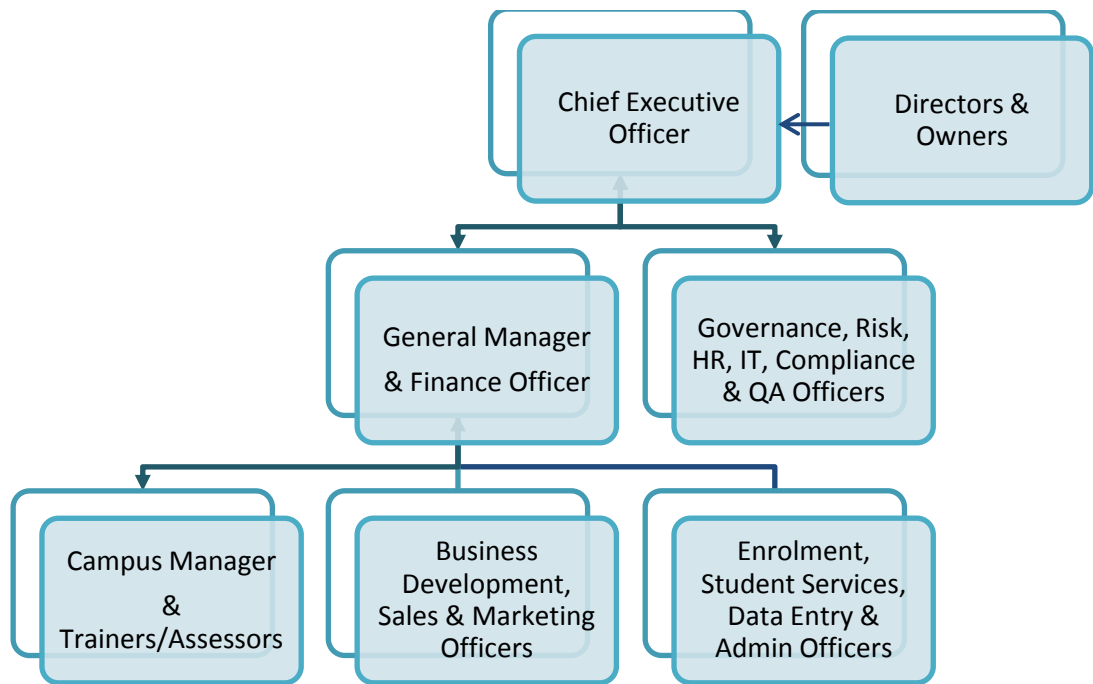 Chief Executive
Officer
Directors &
Owners
General Manager
& Finance Officer
Governance, Risk,
HR, IT, Compliance
& QA Officers
Campus Manager
&
Trainers/Assessors
Business
Development,
Sales & Marketing
Officers
Enrolment,
Student Services,
Data Entry &
Admin Officers